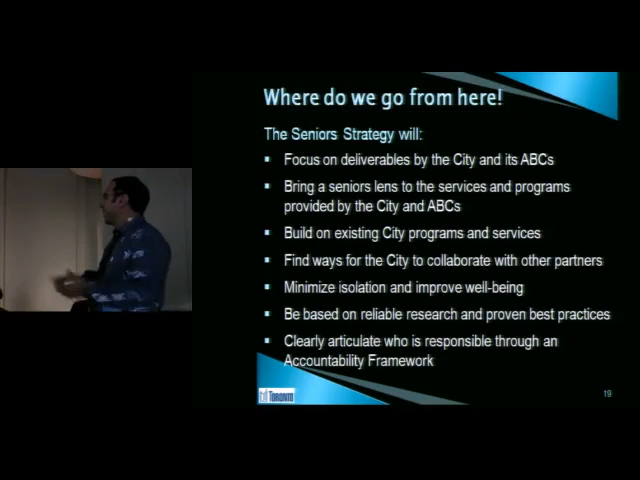 Where do we go from here!
The Seniors Strategy will:
Focus on deliverables by the City and its ABCs
Bring a seniors lens to the services and programs
provided by the City and ABCs
Build on existing City programs and services
Find ways for the City to collaborate with other partners
Minimize isolation and improve well-being
Be based on reliable research and proven best practices
Clearly articulate who is responsible through an
Accountability Framework
TORONTO
19